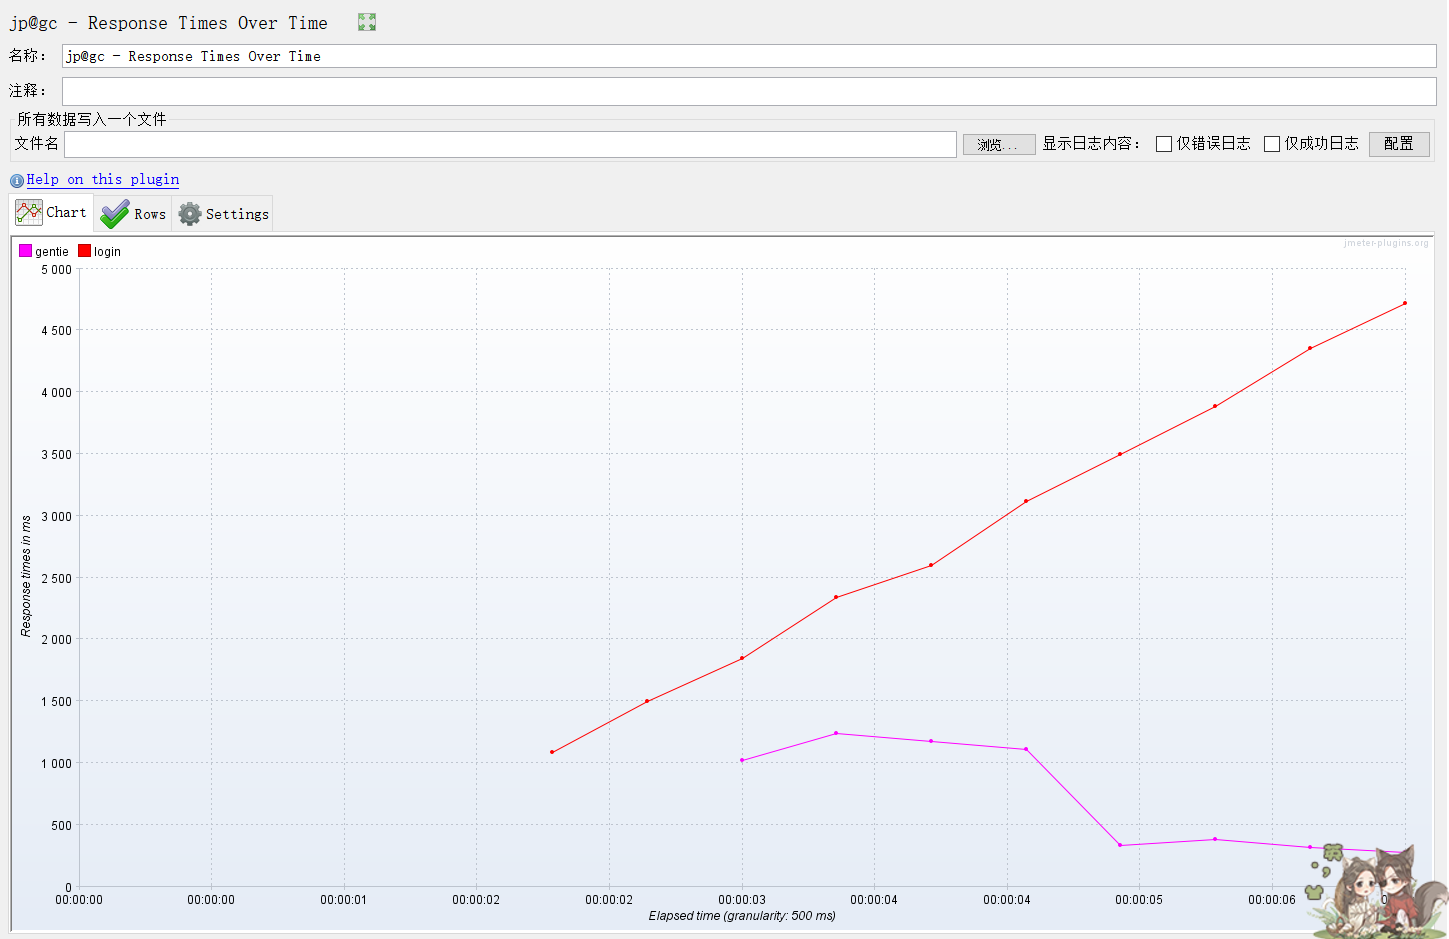 jp@gc - Response Times Over Time
名称： jp@gc - Response Times Over Time
注释：
所有数据写入一个文件
文件名 浏览... 显示日志内容： 仅错误日志 仅成功日志 配置
Help on this plugin
Chart Rows Settings
jmeter-plugins.org
gentie login
5 000
4 500
4 000
3 500
3 000
2 500
2 000
1 500
1 000
500
0
Response times in ms
00:00:00 00:00:00 00:00:01 00:00:02 00:00:02 00:00:03 00:00:04 00:00:04 00:00:05 00:00:06
Elapsed time (granularity: 500 ms)